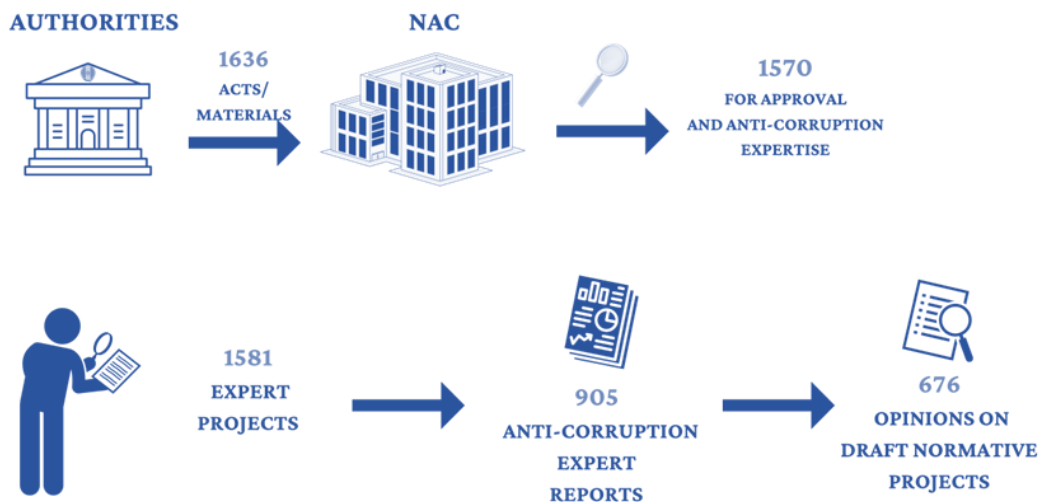 AUTHORITIES
NAC
1636
ACTS/
MATERIALS
1570
FOR APPROVAL
AND ANTI-CORRUPTION
EXPERTISE
1581
EXPERT
PROJECTS
905
ANTI-CORRUPTION
EXPERT
REPORTS
676
OPINIONS ON
DRAFT NORMATIVE
PROJECTS